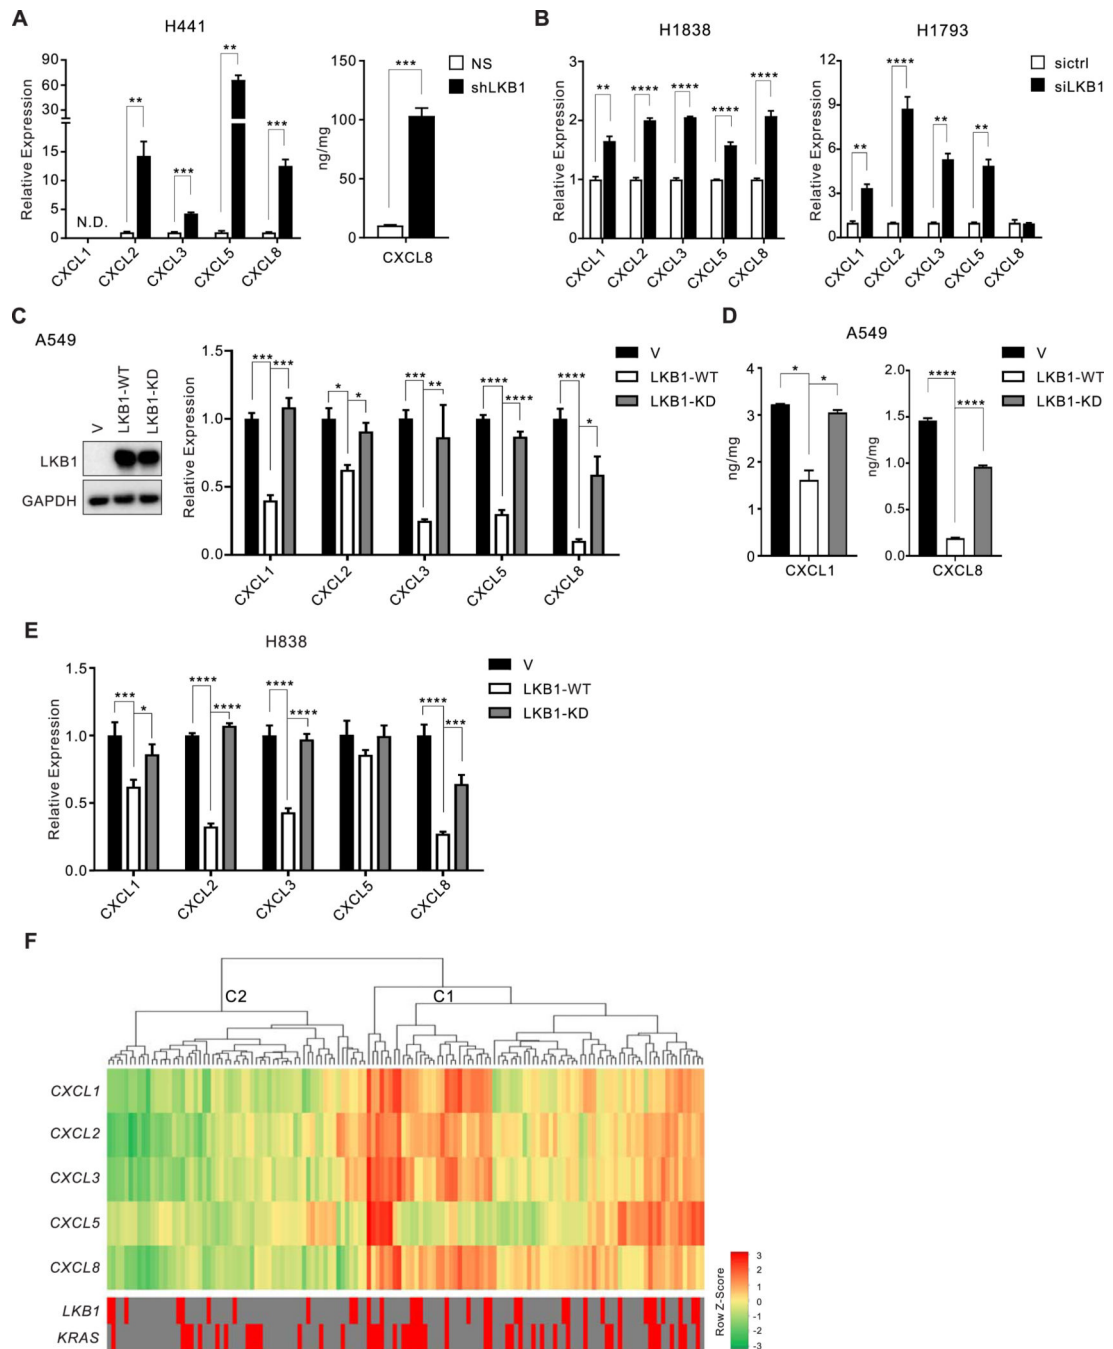 A
H441
Relative Expression
90
75
60
45
30
15
10
5
0
N.D.
**
***
**
***
CXCL1
CXCL2
CXCL3
CXCL5
CXCL8
ng/mg
150
100
50
0
***
CXCL8
NS
shLKB1
B
H1838
Relative Expression
3
2
1
0
**
****
****
****
****
CXCL1
CXCL2
CXCL3
CXCL5
CXCL8
H1793
Relative Expression
12
9
6
3
0
**
****
**
**
CXCL1
CXCL2
CXCL3
CXCL5
CXCL8
sictrl
siLKB1
C
A549
V
LKB1-WT
LKB1-KD
LKB1
GAPDH
Relative Expression
1.5
1.0
0.5
0.0
*** ***
* *
*** **
**** ****
**** *
CXCL1
CXCL2
CXCL3
CXCL5
CXCL8
V
LKB1-WT
LKB1-KD
D
A549
V
LKB1-WT
LKB1-KD
ng/mg
4
3
2
1
0
* *
CXCL1
ng/mg
2.0
1.5
1.0
0.5
0.0
****
****
CXCL8
E
H838
Relative Expression
1.5
1.0
0.5
0.0
*** *
**** ****
**** ****
**** ***
CXCL1
CXCL2
CXCL3
CXCL5
CXCL8
V
LKB1-WT
LKB1-KD
F
C2
C1
CXCL1
CXCL2
CXCL3
CXCL5
CXCL8
LKB1
KRAS
Row Z-Score
3
2
1
0
-1
-2
-3